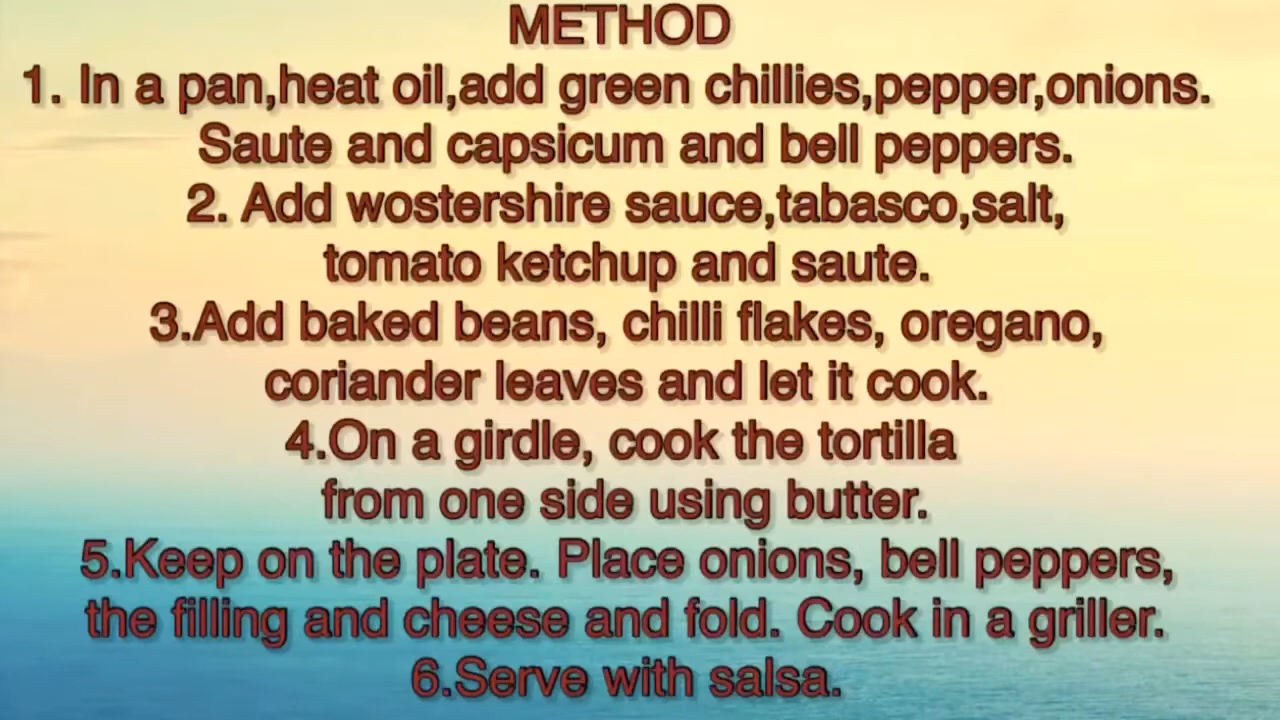 METHOD
1. In a pan,heat oil,add green chillies,pepper,onions.
Saute and capsicum and bell peppers.
2. Add wostershire sauce,tabasco,salt,
tomato ketchup and saute.
3.Add baked beans, chilli flakes, oregano,
coriander leaves and let it cook.
4.On a girdle, cook the tortilla
from one side using butter.
5.Keep on the plate. Place onions, bell peppers,
the filling and cheese and fold. Cook in a griller.
6.Serve with salsa.